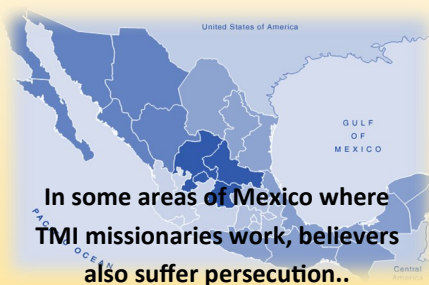 United States of America
GULF
OF
MEXICO
In some areas of Mexico where
TMI missionaries work, believers
also suffer persecution..
PACIFIC OCEAN
Central
America